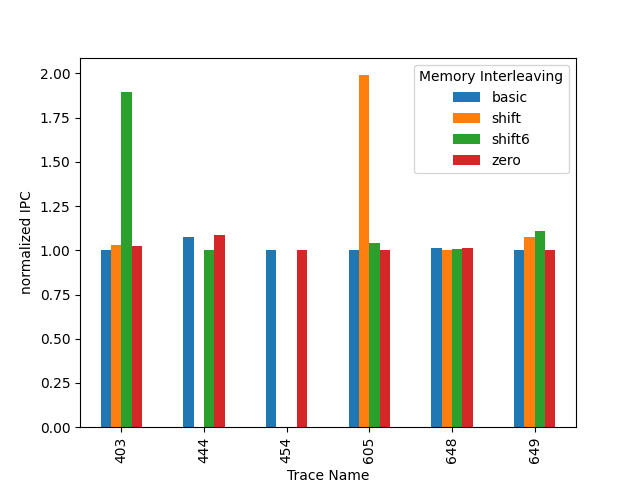 Memory Interleaving
basic
shift
shift6
zero
normalized IPC
2.00
1.75
1.50
1.25
1.00
0.75
0.50
0.25
0.00
403
444
454
605
648
649
Trace Name